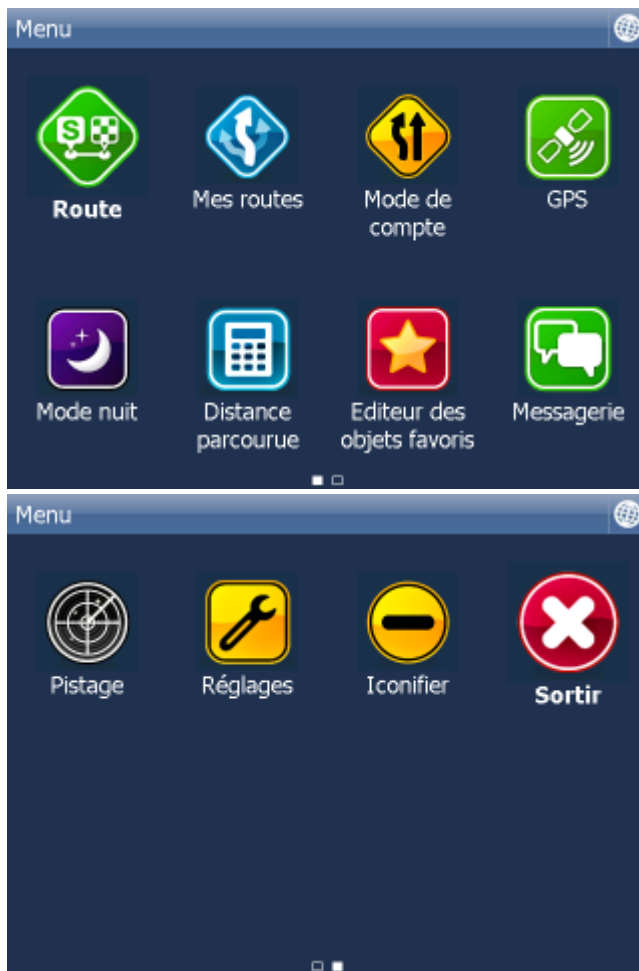 Menu
S
Route
Mes routes
Mode de
compte
GPS
Mode nuit
Distance
parcourue
Editeur des
objets favoris
Messagerie
Menu
Pistage
Réglages
Iconifier
Sortir